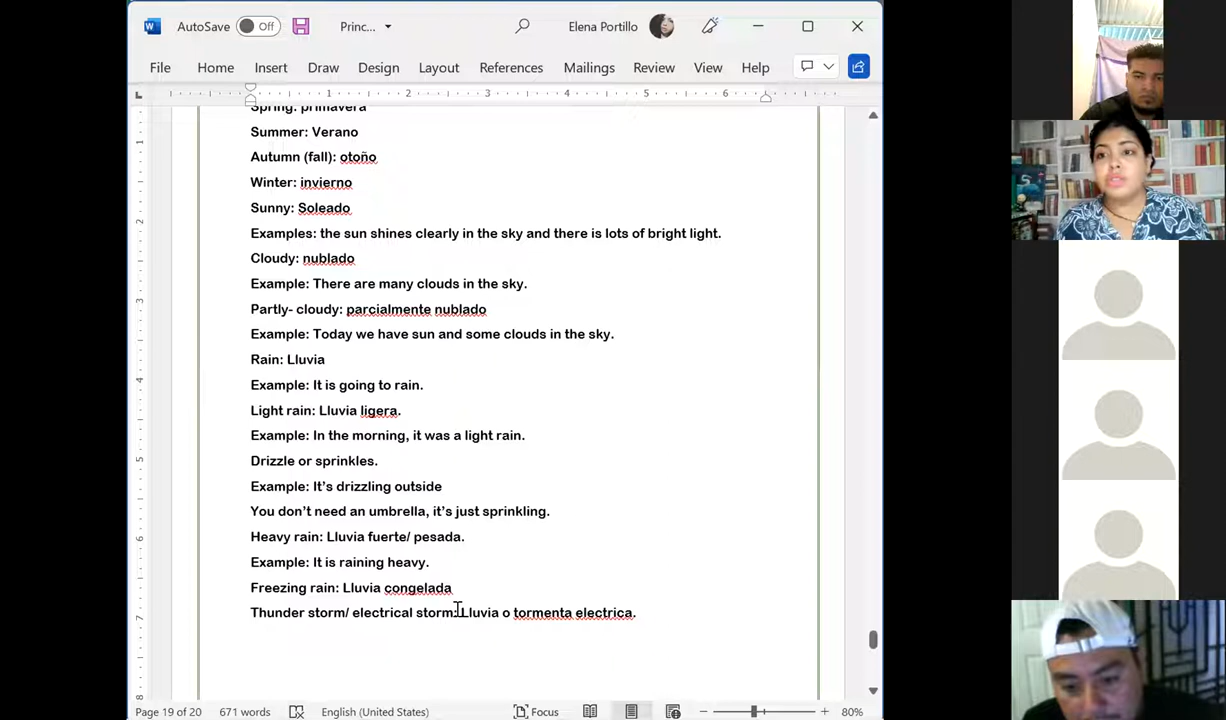 AutoSave Off Princ... Elena Portillo
File Home Insert Draw Design Layout References Mailings Review View Help
1 2 3 4 5 6
Spring: primavera
Summer: Verano
Autumn (fall): otoño
Winter: invierno
Sunny: Soleado
Examples: the sun shines clearly in the sky and there is lots of bright light.
Cloudy: nublado
Example: There are many clouds in the sky.
Partly- cloudy: parcialmente nublado
Example: Today we have sun and some clouds in the sky.
Rain: Lluvia
Example: It is going to rain.
Light rain: Lluvia ligera.
Example: In the morning, it was a light rain.
Drizzle or sprinkles.
Example: It’s drizzling outside
You don’t need an umbrella, it’s just sprinkling.
Heavy rain: Lluvia fuerte/ pesada.
Example: It is raining heavy.
Freezing rain: Lluvia congelada
Thunder storm/ electrical storm: Lluvia o tormenta electrica.
Page 19 of 20 671 words English (United States) Focus 80%